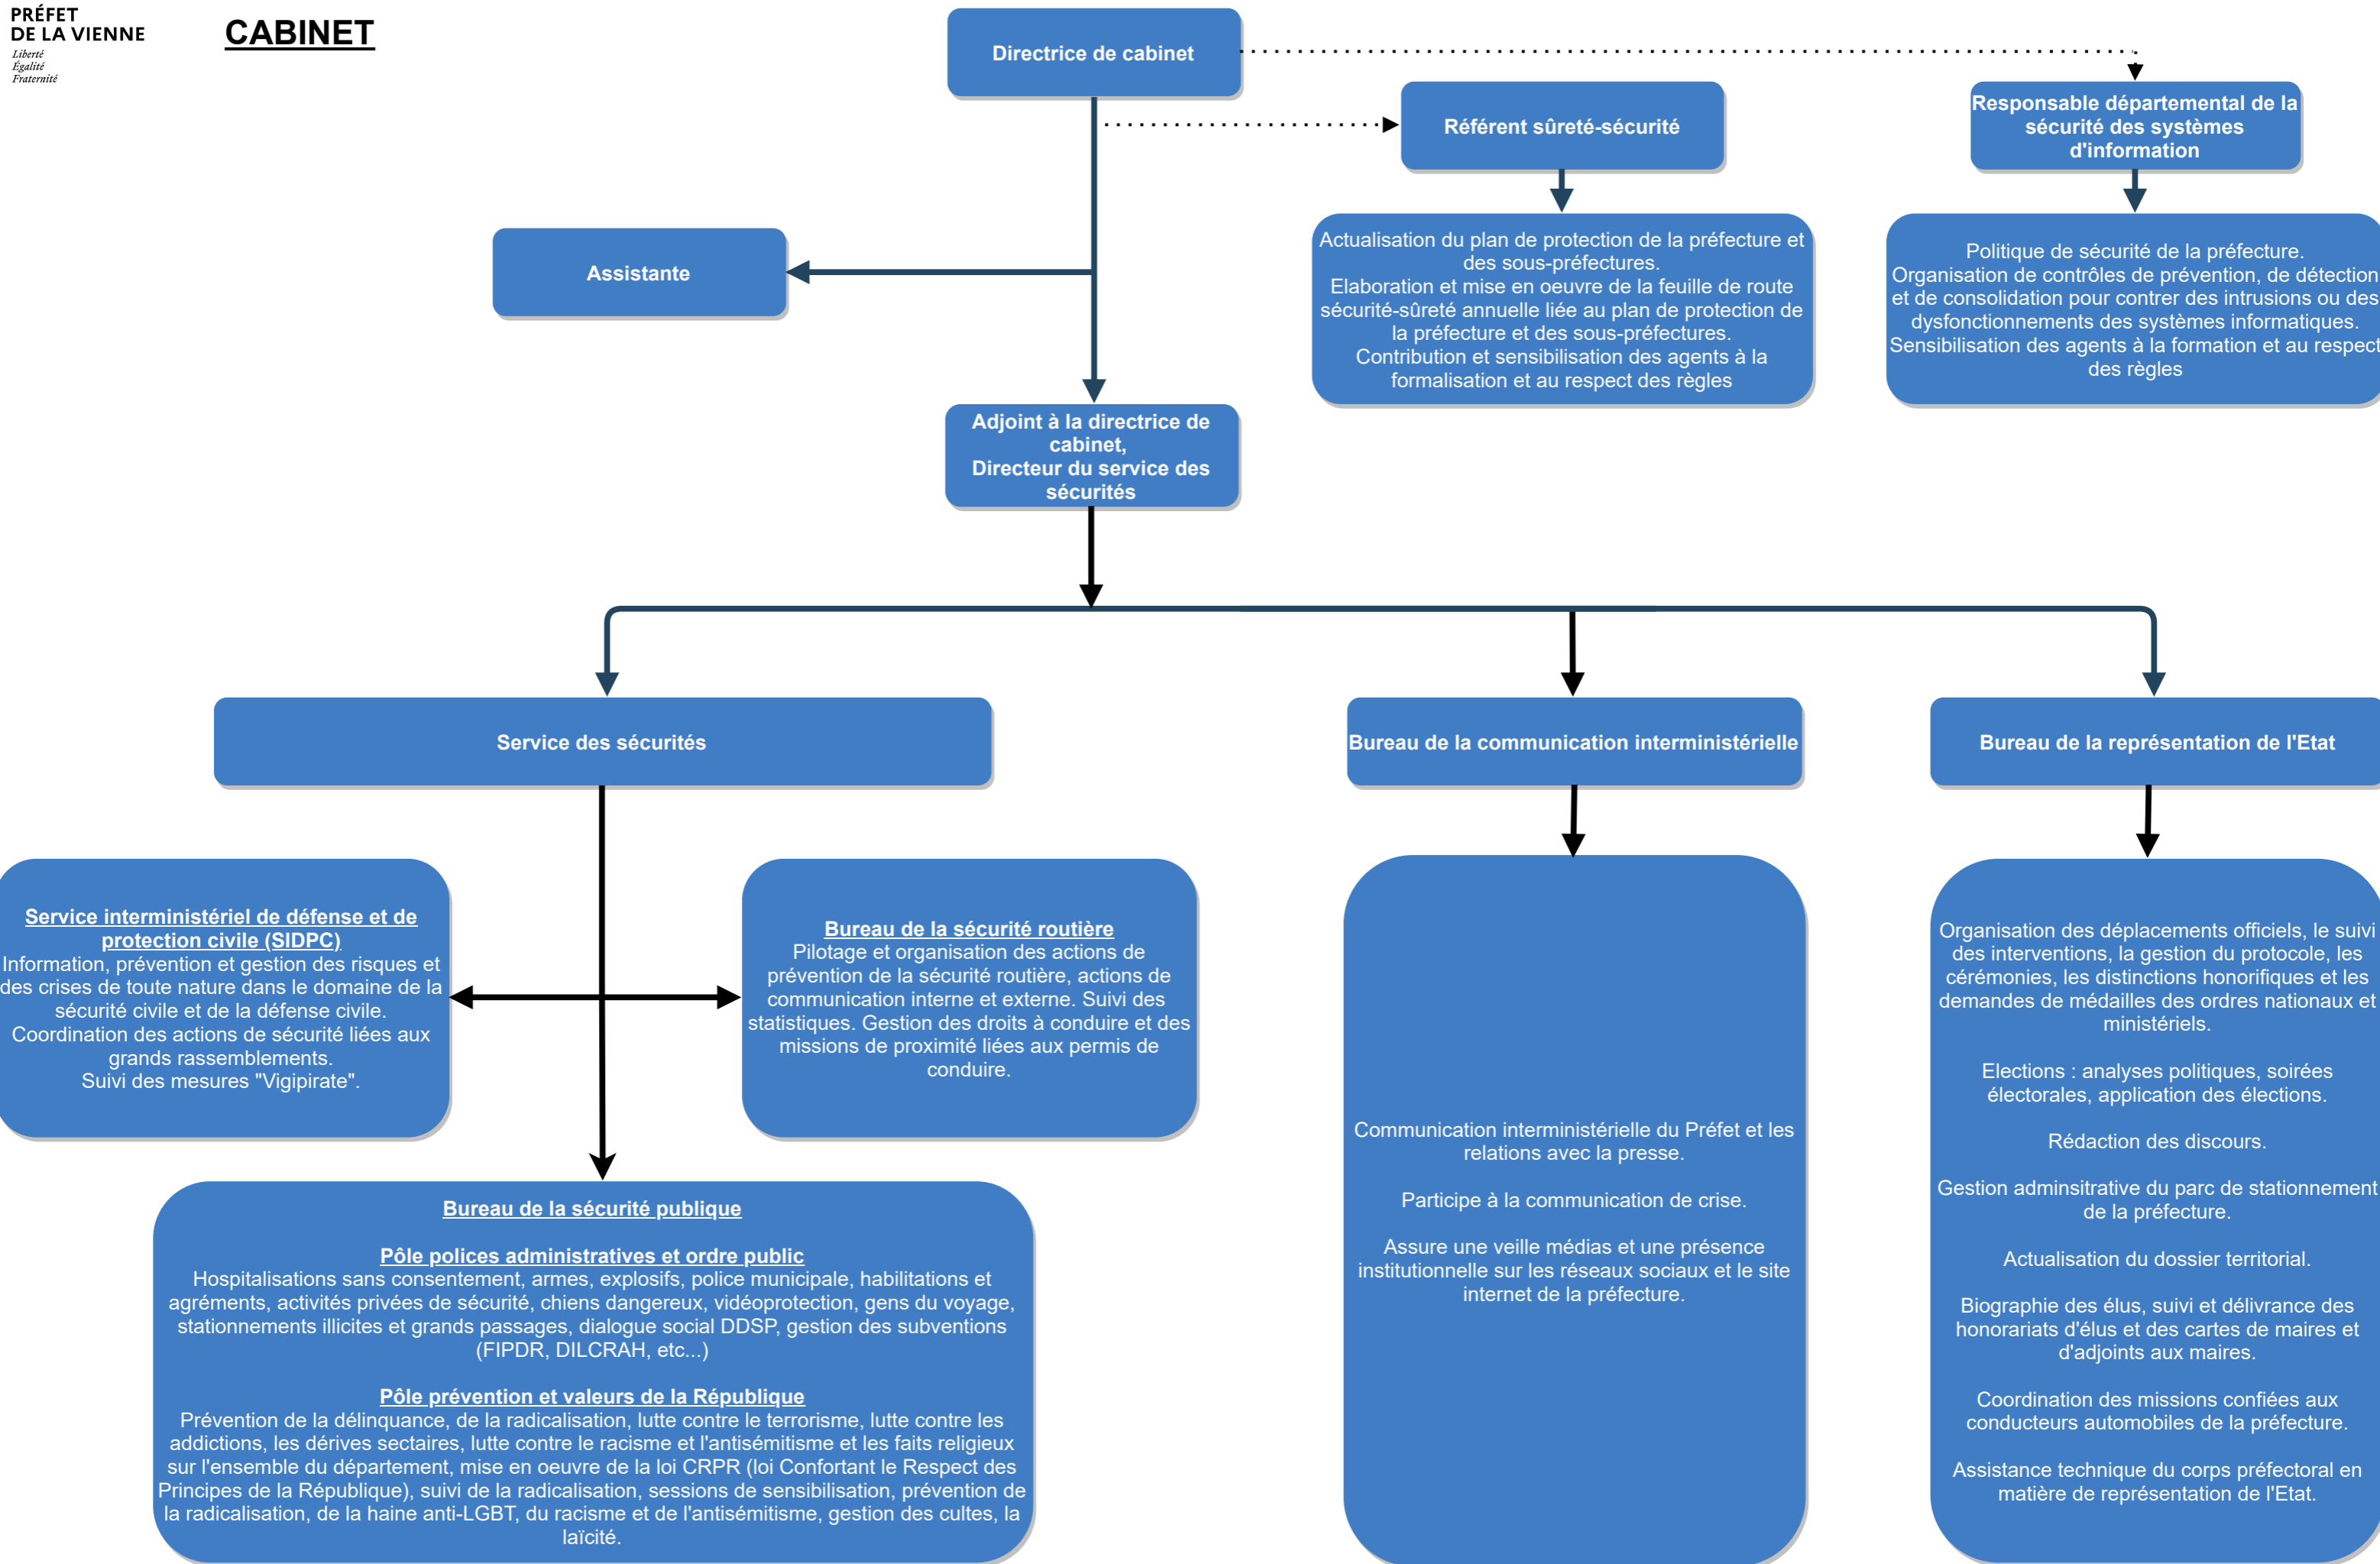 PRÉFET
DE LA VIENNE
Liberté
Égalité
Fraternité
CABINET
Directrice de cabinet
Référent sûreté-sécurité
Responsable départemental de la
sécurité des systèmes
d'information
Assistante
Actualisation du plan de protection de la préfecture et
des sous-préfectures.
Elaboration et mise en oeuvre de la feuille de route
sécurité-sûreté annuelle liée au plan de protection de
la préfecture et des sous-préfectures.
Contribution et sensibilisation des agents à la
formalisation et au respect des règles
Politique de sécurité de la préfecture.
Organisation de contrôles de prévention, de détection
et de consolidation pour contrer des intrusions ou des
dysfonctionnements des systèmes informatiques.
Sensibilisation des agents à la formation et au respect
des règles
Adjoint à la directrice de
cabinet,
Directeur du service des
sécurités
Service des sécurités
Bureau de la communication interministérielle
Bureau de la représentation de l'Etat
Service interministériel de défense et de
protection civile (SIDPC)
Information, prévention et gestion des risques et
des crises de toute nature dans le domaine de la
sécurité civile et de la défense civile.
Coordination des actions de sécurité liées aux
grands rassemblements.
Suivi des mesures "Vigipirate".
Bureau de la sécurité routière
Pilotage et organisation des actions de
prévention de la sécurité routière, actions de
communication interne et externe. Suivi des
statistiques. Gestion des droits à conduire et des
missions de proximité liées aux permis de
conduire.
Bureau de la sécurité publique
Pôle polices administratives et ordre public
Hospitalisations sans consentement, armes, explosifs, police municipale, habilitations et
agréments, activités privées de sécurité, chiens dangereux, vidéoprotection, gens du voyage,
stationnements illicites et grands passages, dialogue social DDSP, gestion des subventions
(FIPDR, DILCRAH, etc...)
Pôle prévention et valeurs de la République
Prévention de la délinquance, de la radicalisation, lutte contre le terrorisme, lutte contre les
addictions, les dérives sectaires, lutte contre le racisme et l'antisémitisme et les faits religieux
sur l'ensemble du département, mise en oeuvre de la loi CRPR (loi Confortant le Respect des
Principes de la République), suivi de la radicalisation, sessions de sensibilisation, prévention de
la radicalisation, de la haine anti-LGBT, du racisme et de l'antisémitisme, gestion des cultes, la
laïcité.
Communication interministérielle du Préfet et les
relations avec la presse.
Participe à la communication de crise.
Assure une veille médias et une présence
institutionnelle sur les réseaux sociaux et le site
internet de la préfecture.
Organisation des déplacements officiels, le suivi
des interventions, la gestion du protocole, les
cérémonies, les distinctions honorifiques et les
demandes de médailles des ordres nationaux et
ministériels.
Elections : analyses politiques, soirées
électorales, application des élections.
Rédaction des discours.
Gestion adminsitrative du parc de stationnement
de la préfecture.
Actualisation du dossier territorial.
Biographie des élus, suivi et délivrance des
honorariats d'élus et des cartes de maires et
d'adjoints aux maires.
Coordination des missions confiées aux
conducteurs automobiles de la préfecture.
Assistance technique du corps préfectoral en
matière de représentation de l'Etat.